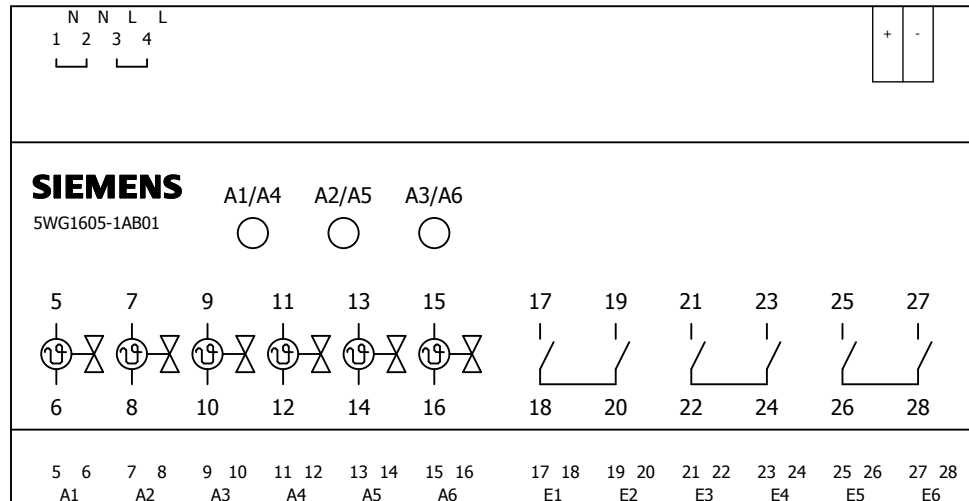 N N L L
1 2 3 4
+ -
SIEMENS
5WG1605-1AB01
A1/A4 A2/A5 A3/A6
5 7 9 11 13 15 17 19 21 23 25 27
6 8 10 12 14 16 18 20 22 24 26 28
5 6 7 8 9 10 11 12 13 14 15 16 17 18 19 20 21 22 23 24 25 26 27 28
A1 A2 A3 A4 A5 A6 E1 E2 E3 E4 E5 E6